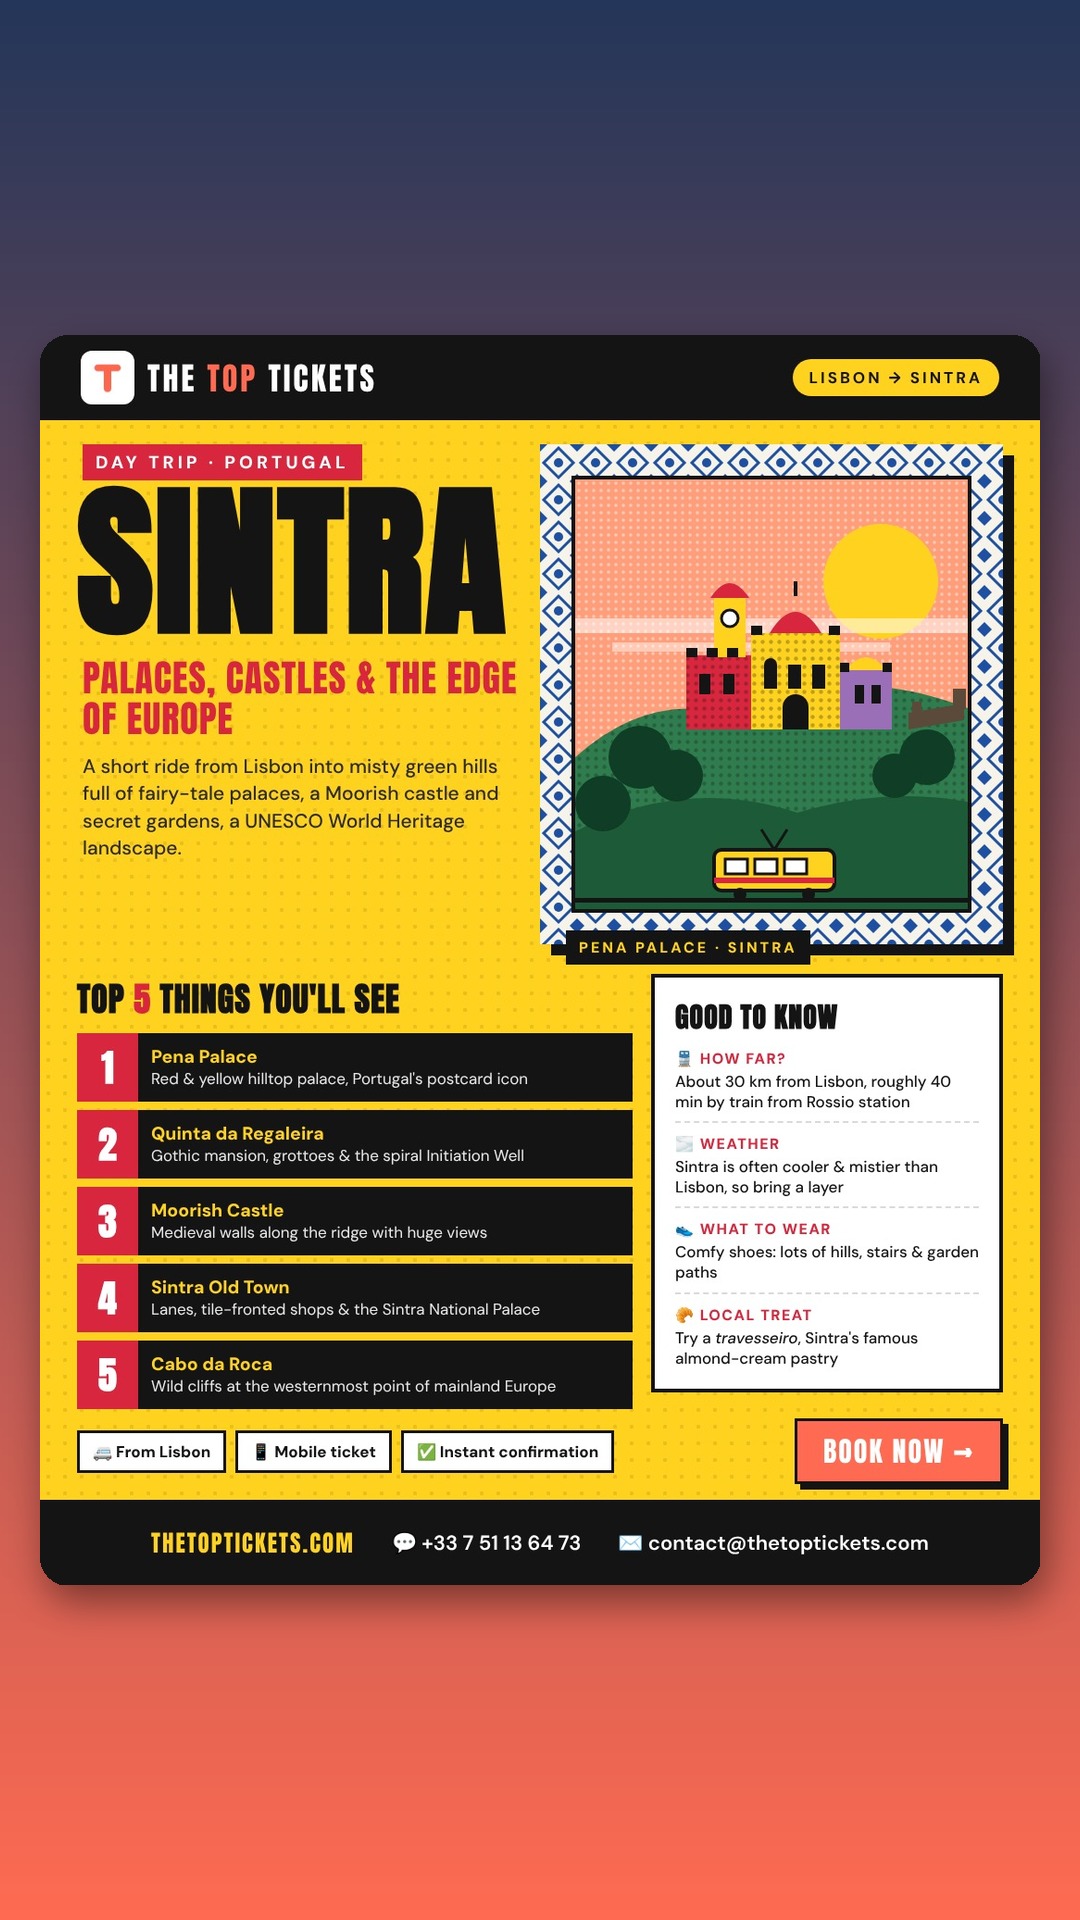 T THE TOP TICKETS
LISBON → SINTRA
DAY TRIP · PORTUGAL
SINTRA
PALACES, CASTLES & THE EDGE
OF EUROPE
A short ride from Lisbon into misty green hills
full of fairy-tale palaces, a Moorish castle and
secret gardens, a UNESCO World Heritage
landscape.
PENA PALACE · SINTRA
TOP 5 THINGS YOU'LL SEE
1
Pena Palace
Red & yellow hilltop palace, Portugal's postcard icon
2
Quinta da Regaleira
Gothic mansion, grottoes & the spiral Initiation Well
3
Moorish Castle
Medieval walls along the ridge with huge views
4
Sintra Old Town
Lanes, tile-fronted shops & the Sintra National Palace
5
Cabo da Roca
Wild cliffs at the westernmost point of mainland Europe
GOOD TO KNOW
🚆 HOW FAR?
About 30 km from Lisbon, roughly 40
min by train from Rossio station
🌫️ WEATHER
Sintra is often cooler & mistier than
Lisbon, so bring a layer
👟 WHAT TO WEAR
Comfy shoes: lots of hills, stairs & garden
paths
🥐 LOCAL TREAT
Try a travesseiro, Sintra's famous
almond-cream pastry
🚐 From Lisbon
📱 Mobile ticket
✅ Instant confirmation
BOOK NOW →
THETOPTICKETS.COM
💬 +33 7 51 13 64 73
✉️ contact@thetoptickets.com